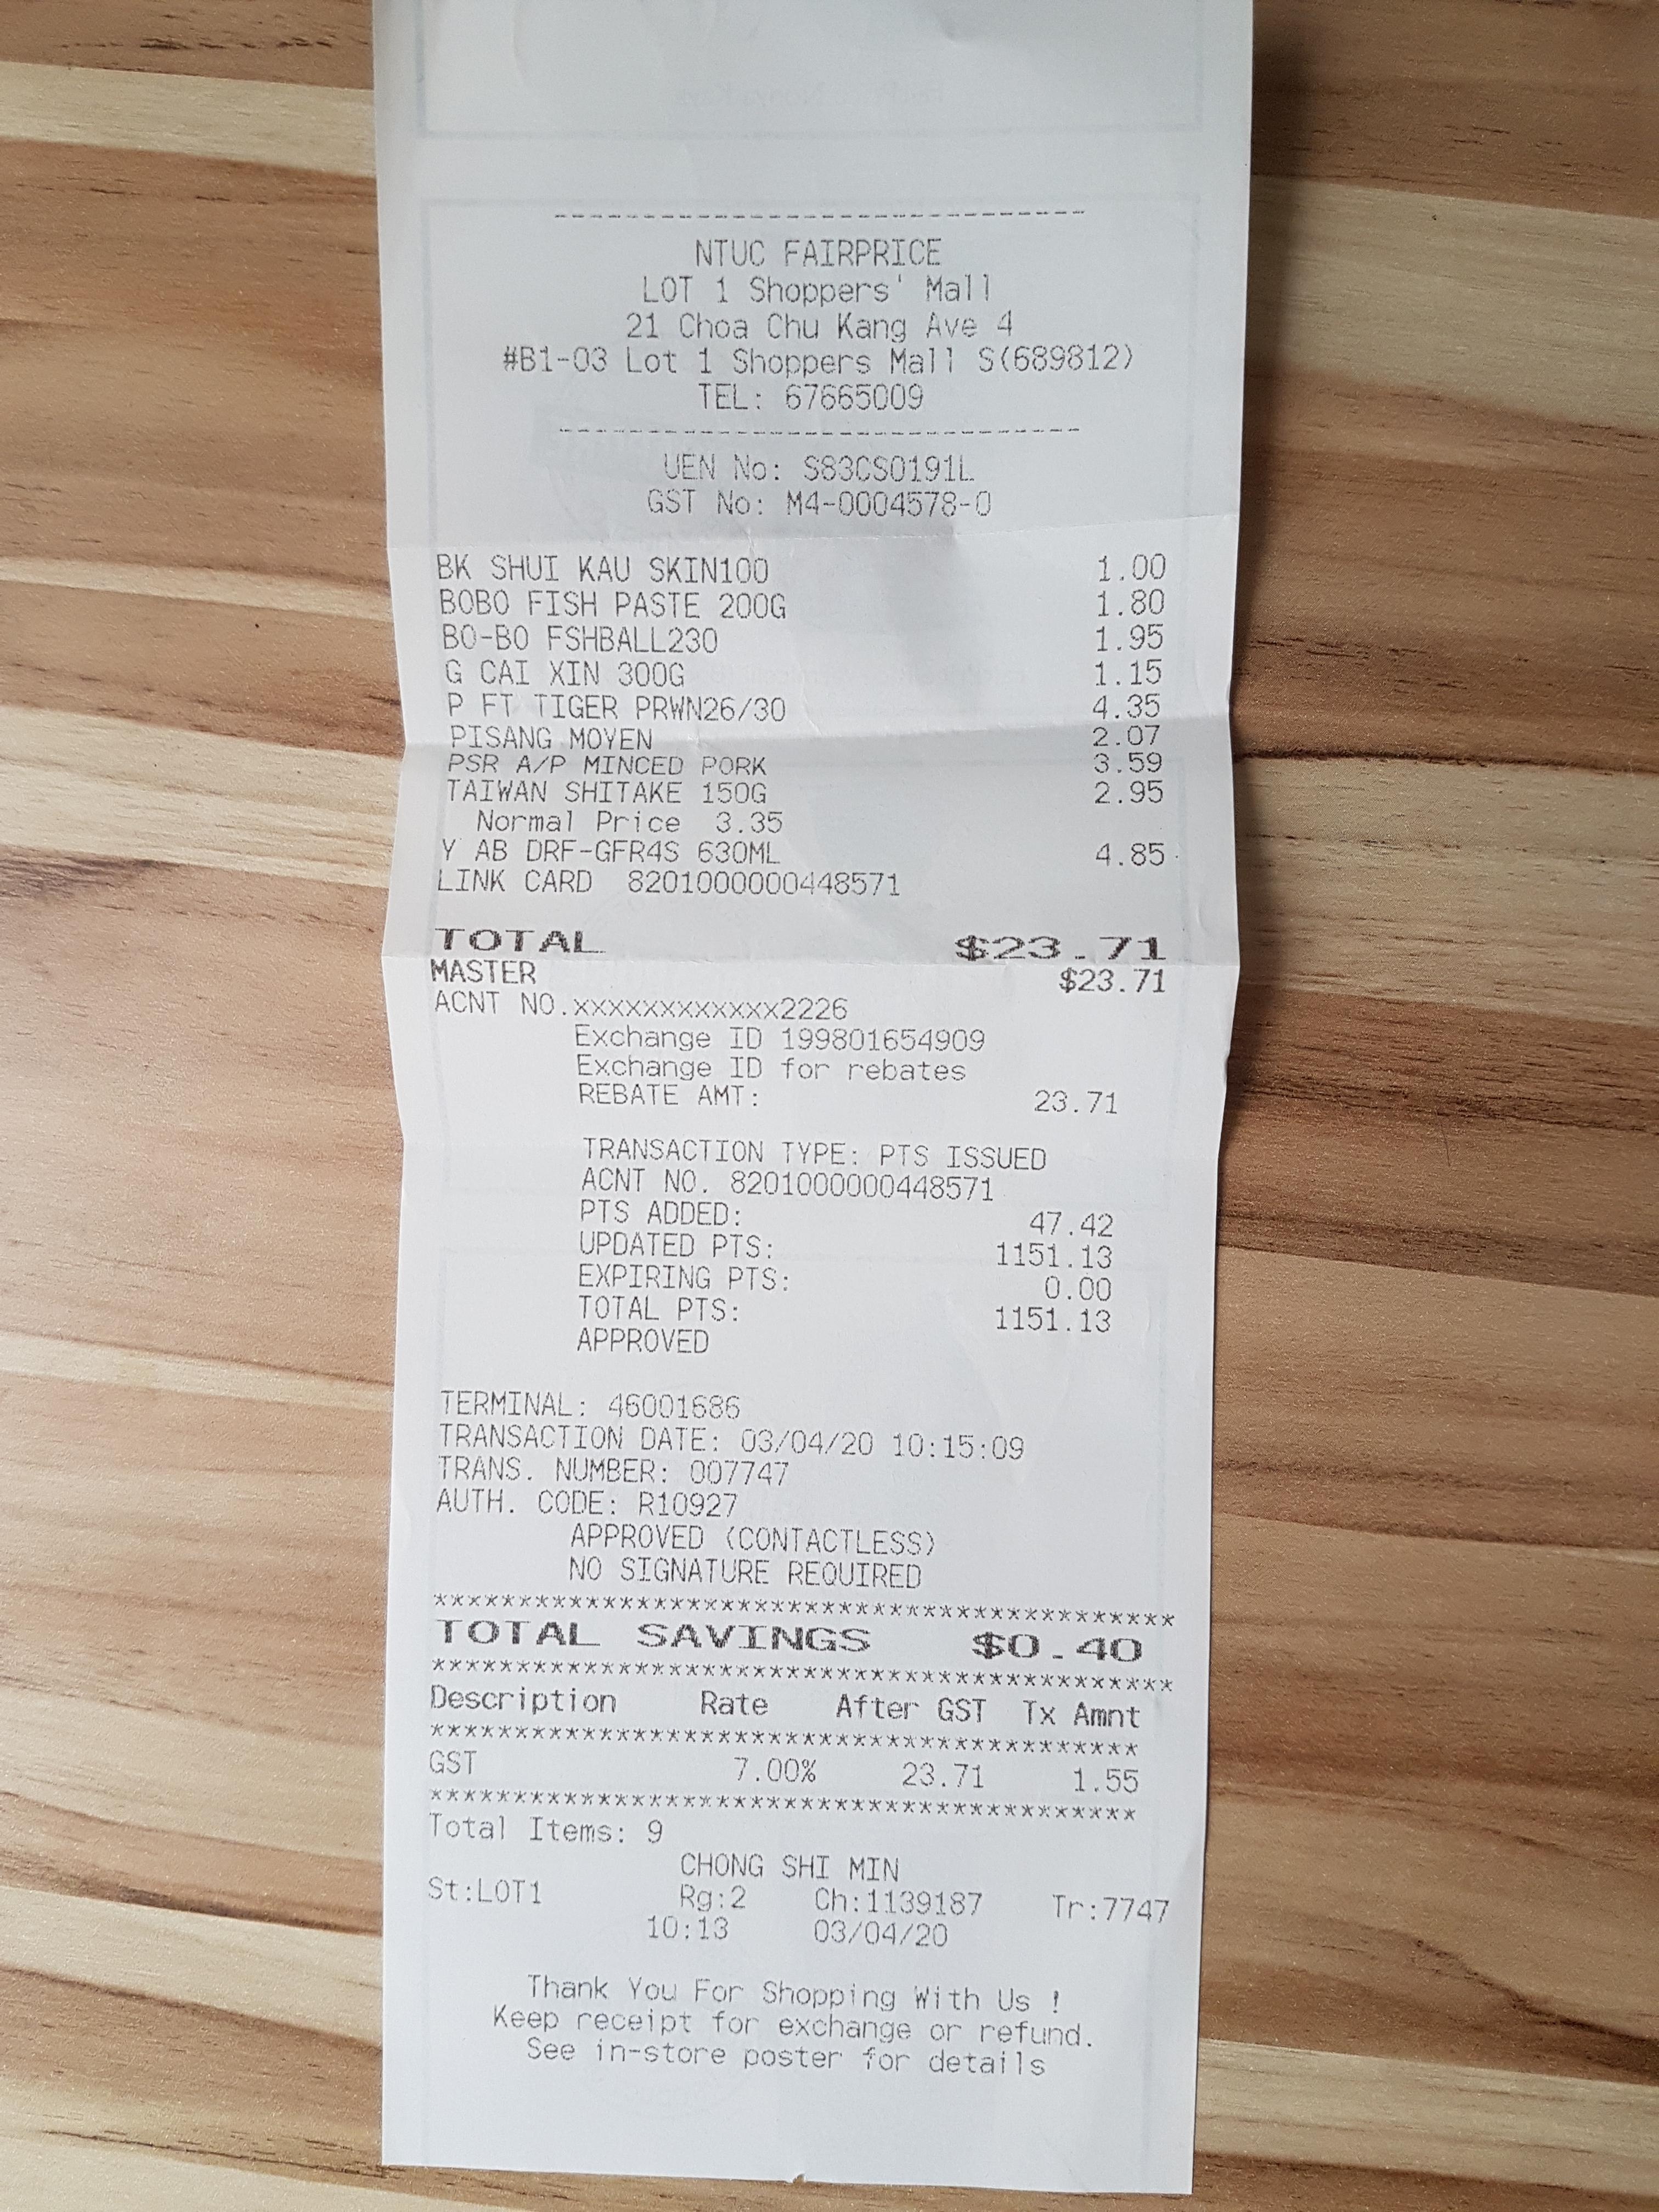 NTUC FAIRPRICE
LOT 1 Shoppers' Mall
21 Choa Chu Kang Ave 4
#B1-03 Lot 1 Shoppers Mall S(689812)
TEL: 67665009
UEN No: S83CS0191L
GST No: M4-0004578-0
BK SHUI KAU SKIN100 1.00
BOBO FISH PASTE 200G 1.80
BO-BO FSHBALL230 1.95
G CAI XIN 300G 1.15
P FT TIGER PRWN26/30 4.35
PISANG MOYEN 2.07
PSR A/P MINCED PORK 3.59
TAIWAN SHITAKE 150G 2.95
Normal Price 3.35
Y AB DRF-GFR4S 630ML 4.85
LINK CARD 8201000000448571
TOTAL $23.71
MASTER $23.71
ACNT NO.xxxxxxxxxxxx2226
Exchange ID 199801654909
Exchange ID for rebates
REBATE AMT: 23.71
TRANSACTION TYPE: PTS ISSUED
ACNT NO. 8201000000448571
PTS ADDED: 47.42
UPDATED PTS: 1151.13
EXPIRING PTS: 0.00
TOTAL PTS: 1151.13
APPROVED
TERMINAL: 46001686
TRANSACTION DATE: 03/04/20 10:15:09
TRANS. NUMBER: 007747
AUTH. CODE: R10927
APPROVED (CONTACTLESS)
NO SIGNATURE REQUIRED
TOTAL SAVINGS $0.40
Description Rate After GST Tx Amnt
GST 7.00% 23.71 1.55
Total Items: 9
CHONG SHI MIN
St:LOT1 Rg:2 Ch:1139187 Tr:7747
10:13 03/04/20
Thank You For Shopping With Us !
Keep receipt for exchange or refund.
See in-store poster for details